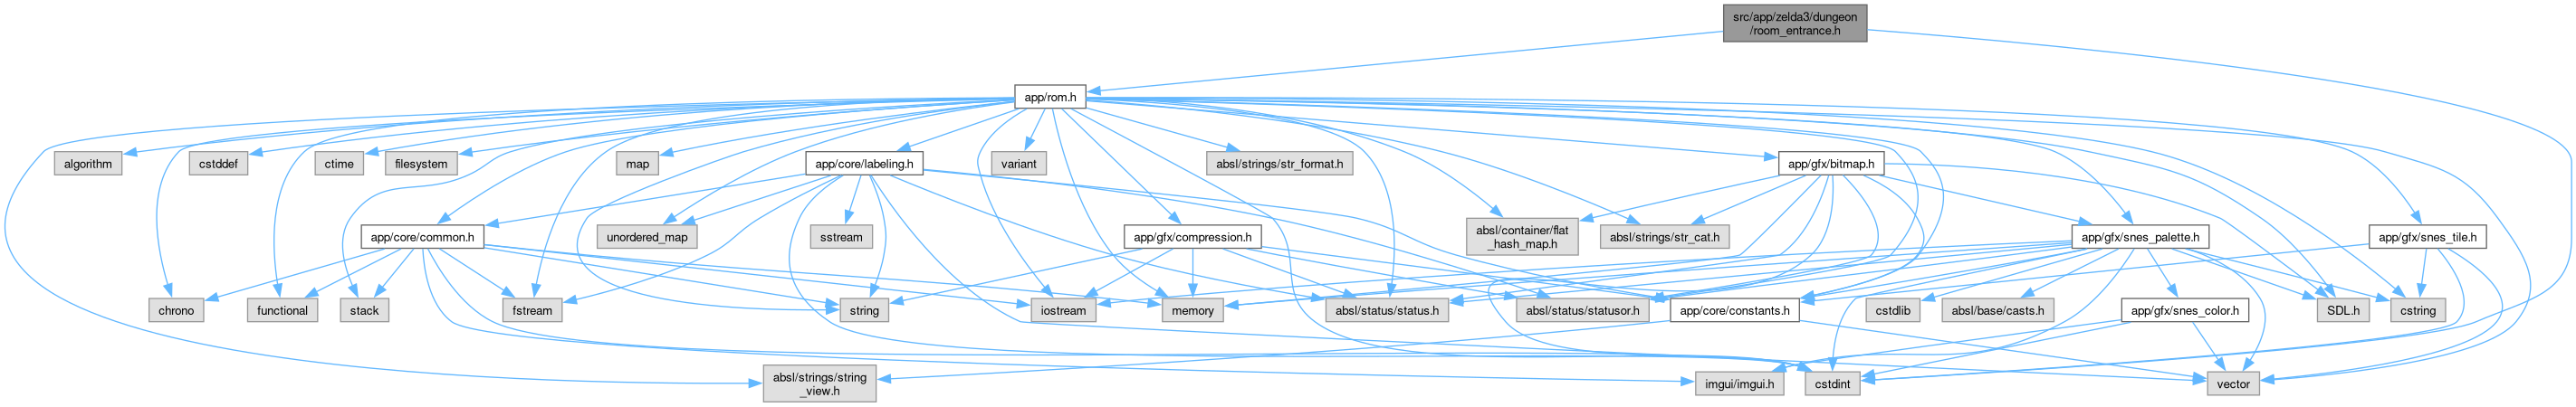 src/app/zelda3/dungeon
/room_entrance.h
app/rom.h
algorithm
cstddef
ctime
filesystem
map
app/core/labeling.h
variant
absl/strings/str_format.h
app/gfx/bitmap.h
app/core/common.h
unordered_map
sstream
app/gfx/compression.h
absl/container/flat
_hash_map.h
absl/strings/str_cat.h
app/gfx/snes_palette.h
app/gfx/snes_tile.h
chrono
functional
stack
fstream
string
iostream
memory
absl/status/status.h
absl/status/statusor.h
app/core/constants.h
cstdlib
absl/base/casts.h
app/gfx/snes_color.h
SDL.h
cstring
absl/strings/string
_view.h
imgui/imgui.h
cstdint
vector